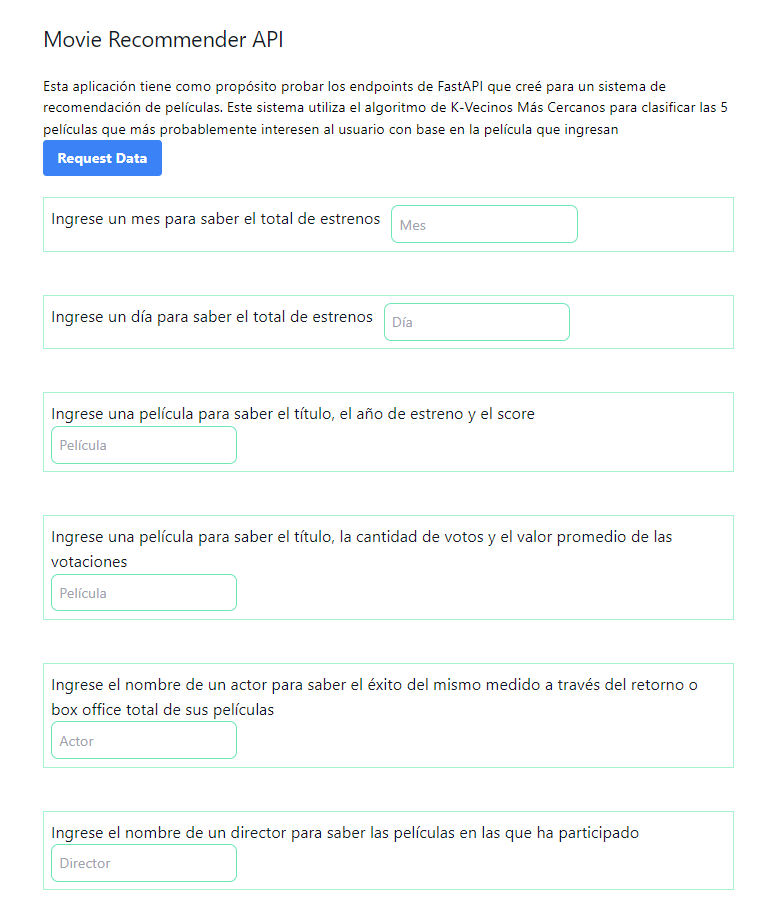 Movie Recommender API
Esta aplicación tiene como propósito probar los endpoints de FastAPI que creé para un sistema de
recomendación de películas. Este sistema utiliza el algoritmo de K-Vecinos Más Cercanos para clasificar las 5
películas que más probablemente interesen al usuario con base en la película que ingresan
Request Data
Ingrese un mes para saber el total de estrenos Mes
Ingrese un día para saber el total de estrenos Día
Ingrese una película para saber el título, el año de estreno y el score
Película
Ingrese una película para saber el título, la cantidad de votos y el valor promedio de las
votaciones
Película
Ingrese el nombre de un actor para saber el éxito del mismo medido a través del retorno o
box office total de sus películas
Actor
Ingrese el nombre de un director para saber las películas en las que ha participado
Director